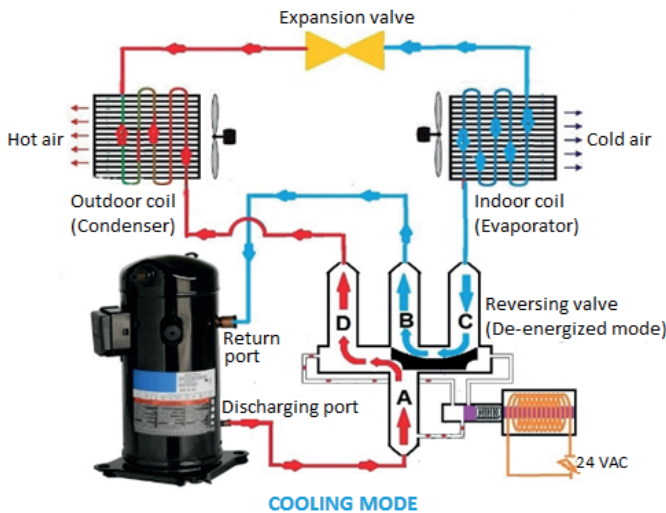 Expansion valve
Hot air
Cold air
Outdoor coil
(Condenser)
Indoor coil
(Evaporator)
D
B
C
Reversing valve
(De-energized mode)
Return
port
A
Discharging port
24 VAC
COOLING MODE